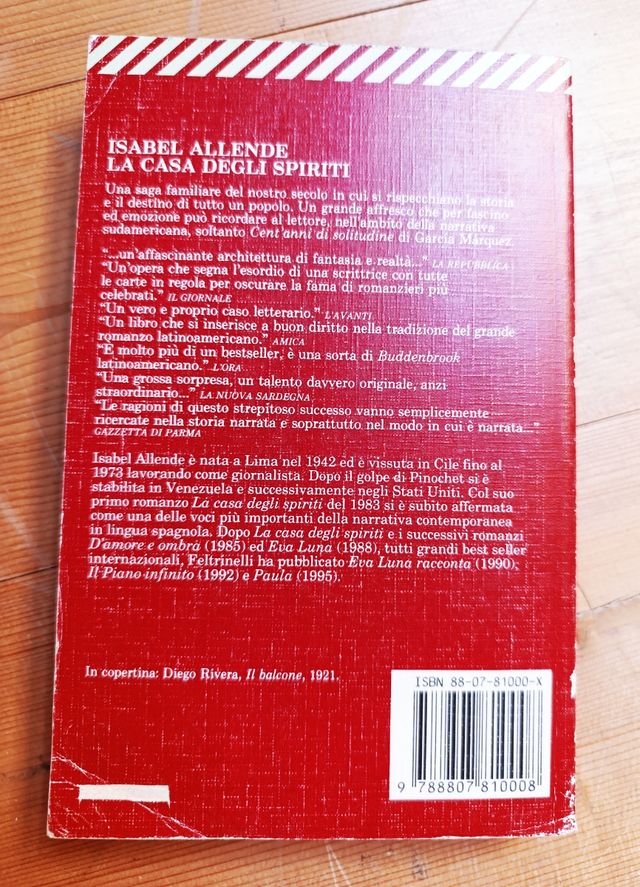 ISABEL ALLENDE
LA CASA DEGLI SPIRITI
Una saga familiare del nostro secolo in cui si rispecchiano la storia
e il destino di tutto un popolo. Un grande affresco che per fascino
ed emozione può ricordare al lettore, nell'ambito della narrativa
sudamericana, soltanto Cent'anni di solitudine di García Márquez.
"...un'affascinante architettura di fantasia e realtà..." LA REPUBBLICA
"Un'opera che segna l'esordio di una scrittrice con tutte
le carte in regola per oscurare la fama di romanzieri più
celebrati." IL GIORNALE
"Un vero e proprio caso letterario." L'AVANTI
"Un libro che si inserisce a buon diritto nella tradizione del grande
romanzo latinoamericano." AMICA
"È molto più di un bestseller, è una sorta di Buddenbrook
latinoamericano." L'ORA
"Una grossa sorpresa, un talento davvero originale, anzi
straordinario..." LA NUOVA SARDEGNA
"Le ragioni di questo strepitoso successo vanno semplicemente
ricercate nella storia narrata e soprattutto nel modo in cui è narrata..."
GAZZETTA DI PARMA
Isabel Allende è nata a Lima nel 1942 ed è vissuta in Cile fino al
1973 lavorando come giornalista. Dopo il golpe di Pinochet si è
stabilita in Venezuela e successivamente negli Stati Uniti. Col suo
primo romanzo La casa degli spiriti del 1983 si è subito affermata
come una delle voci più importanti della narrativa contemporanea
in lingua spagnola. Dopo La casa degli spiriti e i successivi romanzi
D'amore e ombra (1985) ed Eva Luna (1988), tutti grandi best seller
internazionali, Feltrinelli ha pubblicato Eva Luna racconta (1990),
Il Piano infinito (1992) e Paula (1995).
In copertina: Diego Rivera, Il balcone, 1921.
ISBN 88-07-81000-X
9 788807 810008